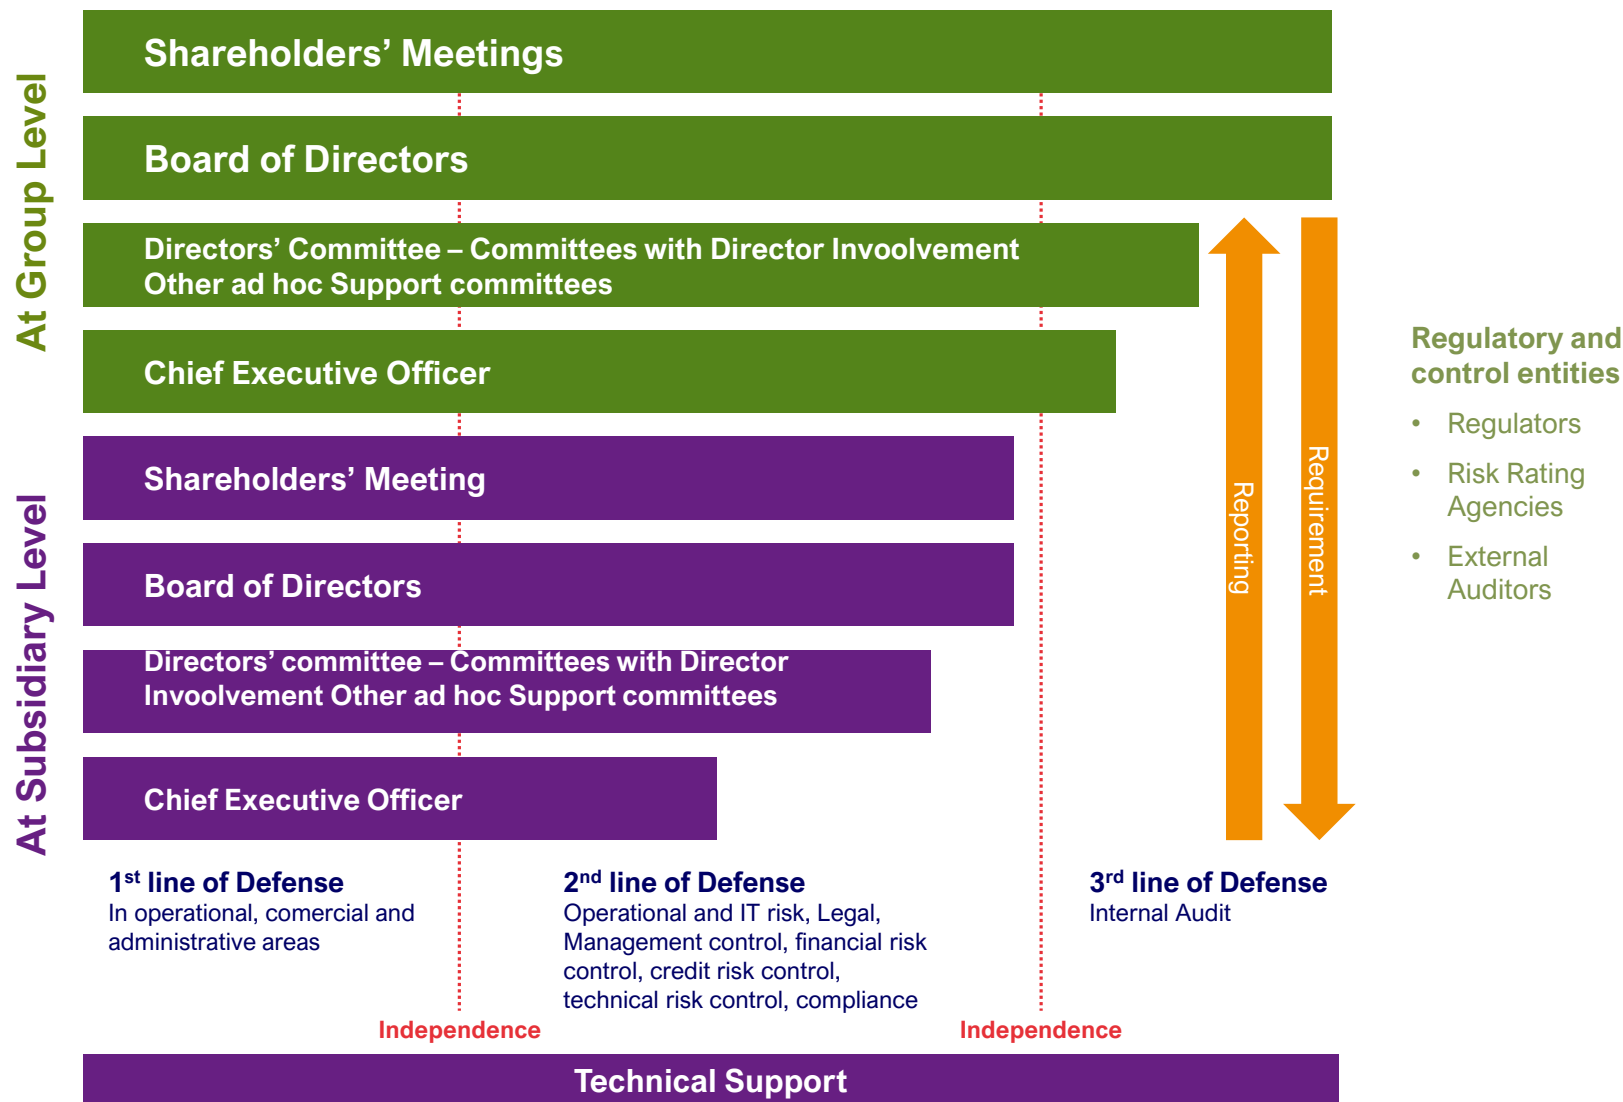 At Group Level
Shareholders’ Meetings
Board of Directors
Directors’ Committee – Committees with Director Invoolvement
Other ad hoc Support committees
Chief Executive Officer
At Subsidiary Level
Shareholders’ Meeting
Board of Directors
Directors’ committee – Committees with Director
Invoolvement Other ad hoc Support committees
Chief Executive Officer
Reporting
Requirement
Regulatory and
control entities
• Regulators
• Risk Rating
Agencies
• External
Auditors
1st line of Defense
In operational, comercial and
administrative areas
2nd line of Defense
Operational and IT risk, Legal,
Management control, financial risk
control, credit risk control,
technical risk control, compliance
3rd line of Defense
Internal Audit
Independence
Independence
Technical Support